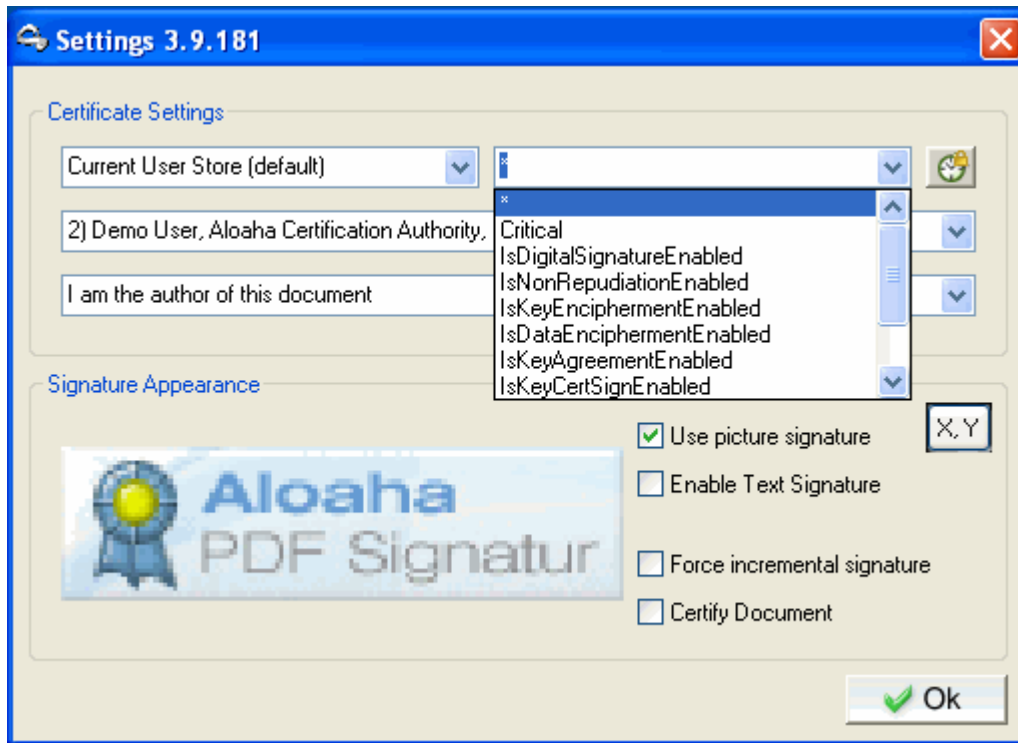 Settings 3.9.181
Certificate Settings
Current User Store (default)
*
*
Critical
IsDigitalSignatureEnabled
IsNonRepudiationEnabled
IsKeyEnciphermentEnabled
IsDataEnciphermentEnabled
IsKeyAgreementEnabled
IsKeyCertSignEnabled
2) Demo User, Aloaha Certification Authority,
I am the author of this document
Signature Appearance
Aloaha
PDF Signatur
Use picture signature
X,Y
Enable Text Signature
Force incremental signature
Certify Document
Ok